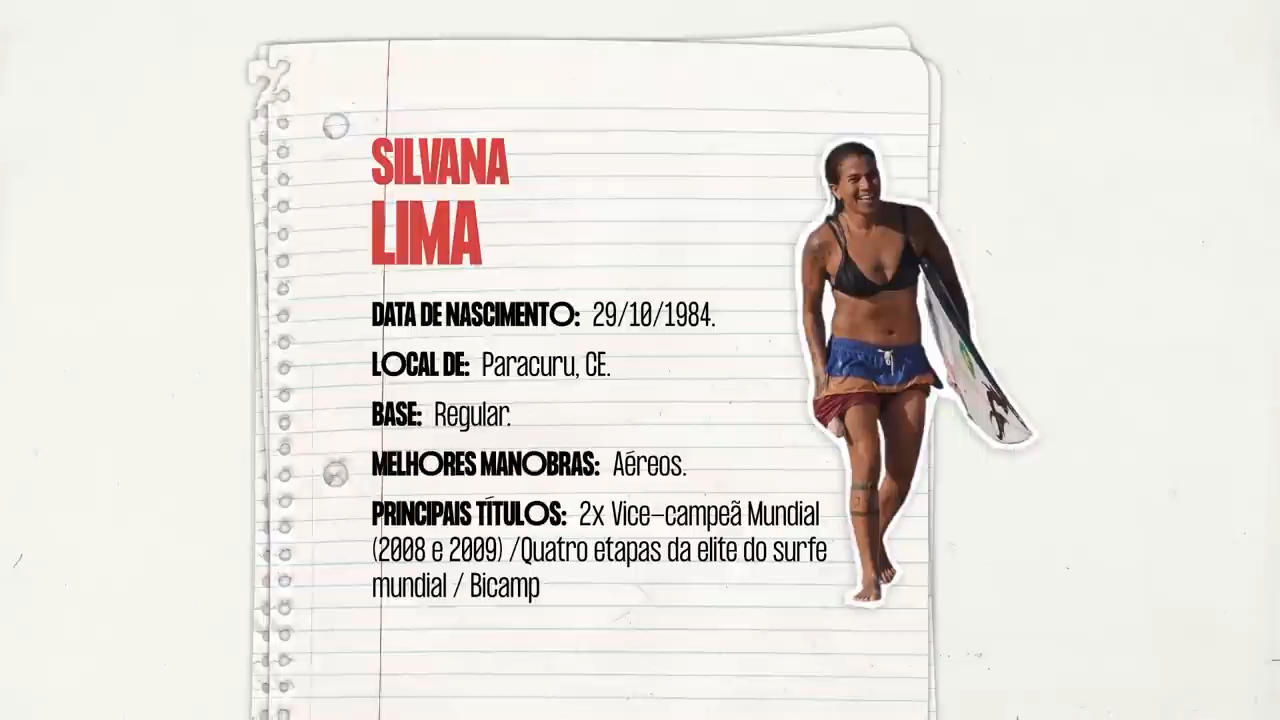 SILVANA
LIMA
DATA DE NASCIMENTO: 29/10/1984.
LOCAL DE: Paracuru, CE.
BASE: Regular.
MELHORES MANOBRAS: Aéreos.
PRINCIPAIS TÍTULOS: 2x Vice-campeã Mundial
(2008 e 2009) /Quatro etapas da elite do surfe
mundial / Bicamp